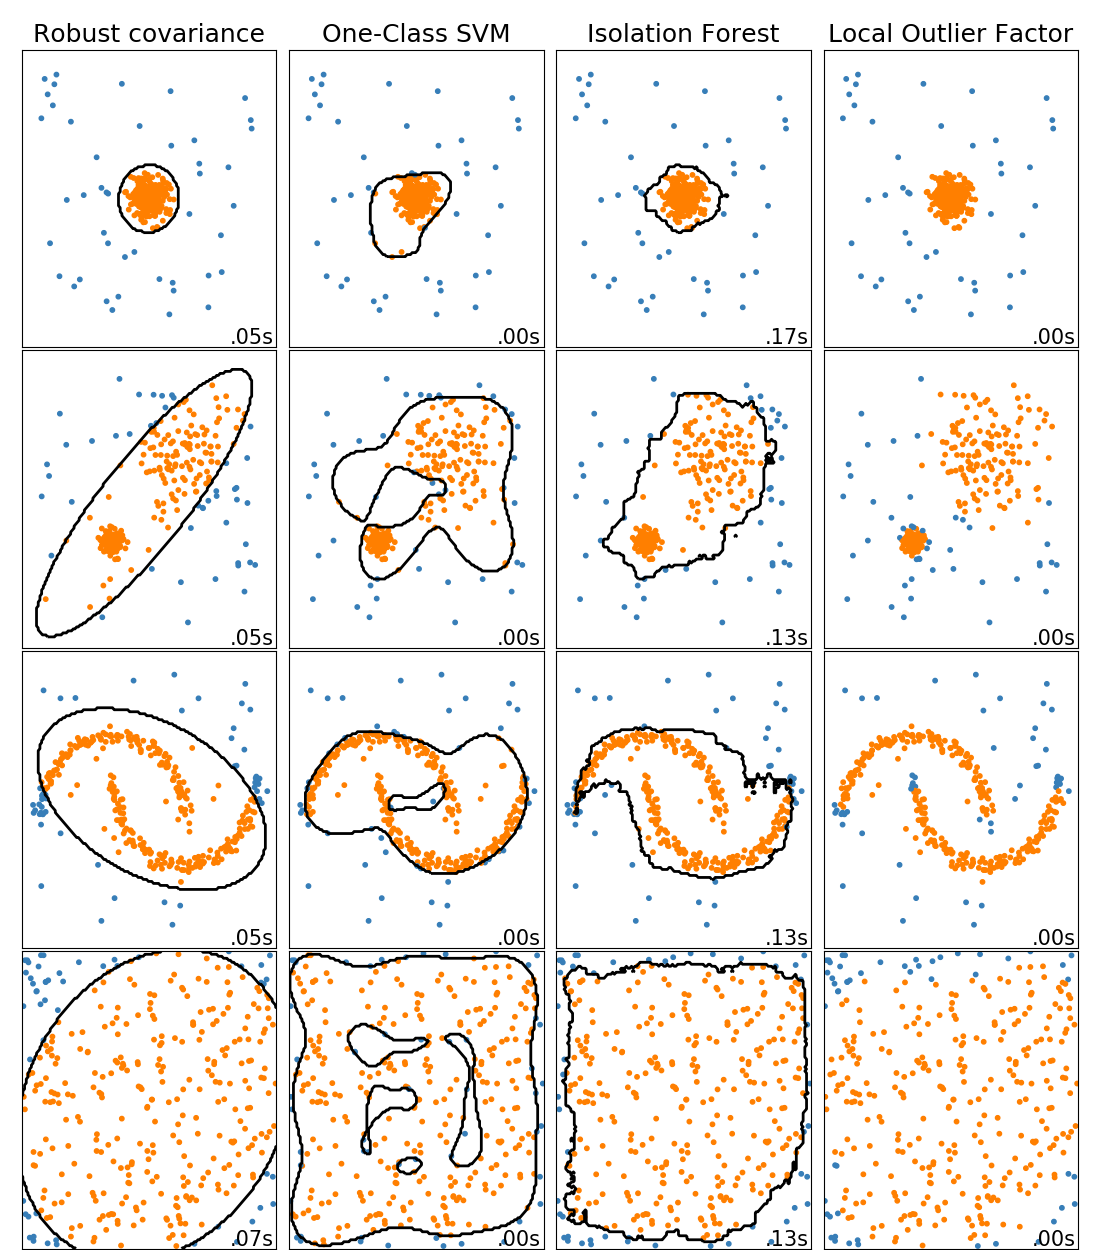 Robust covariance One-Class SVM Isolation Forest Local Outlier Factor
.05s .00s .17s .00s
.05s .00s .13s .00s
.05s .00s .13s .00s
.07s .00s .13s .00s